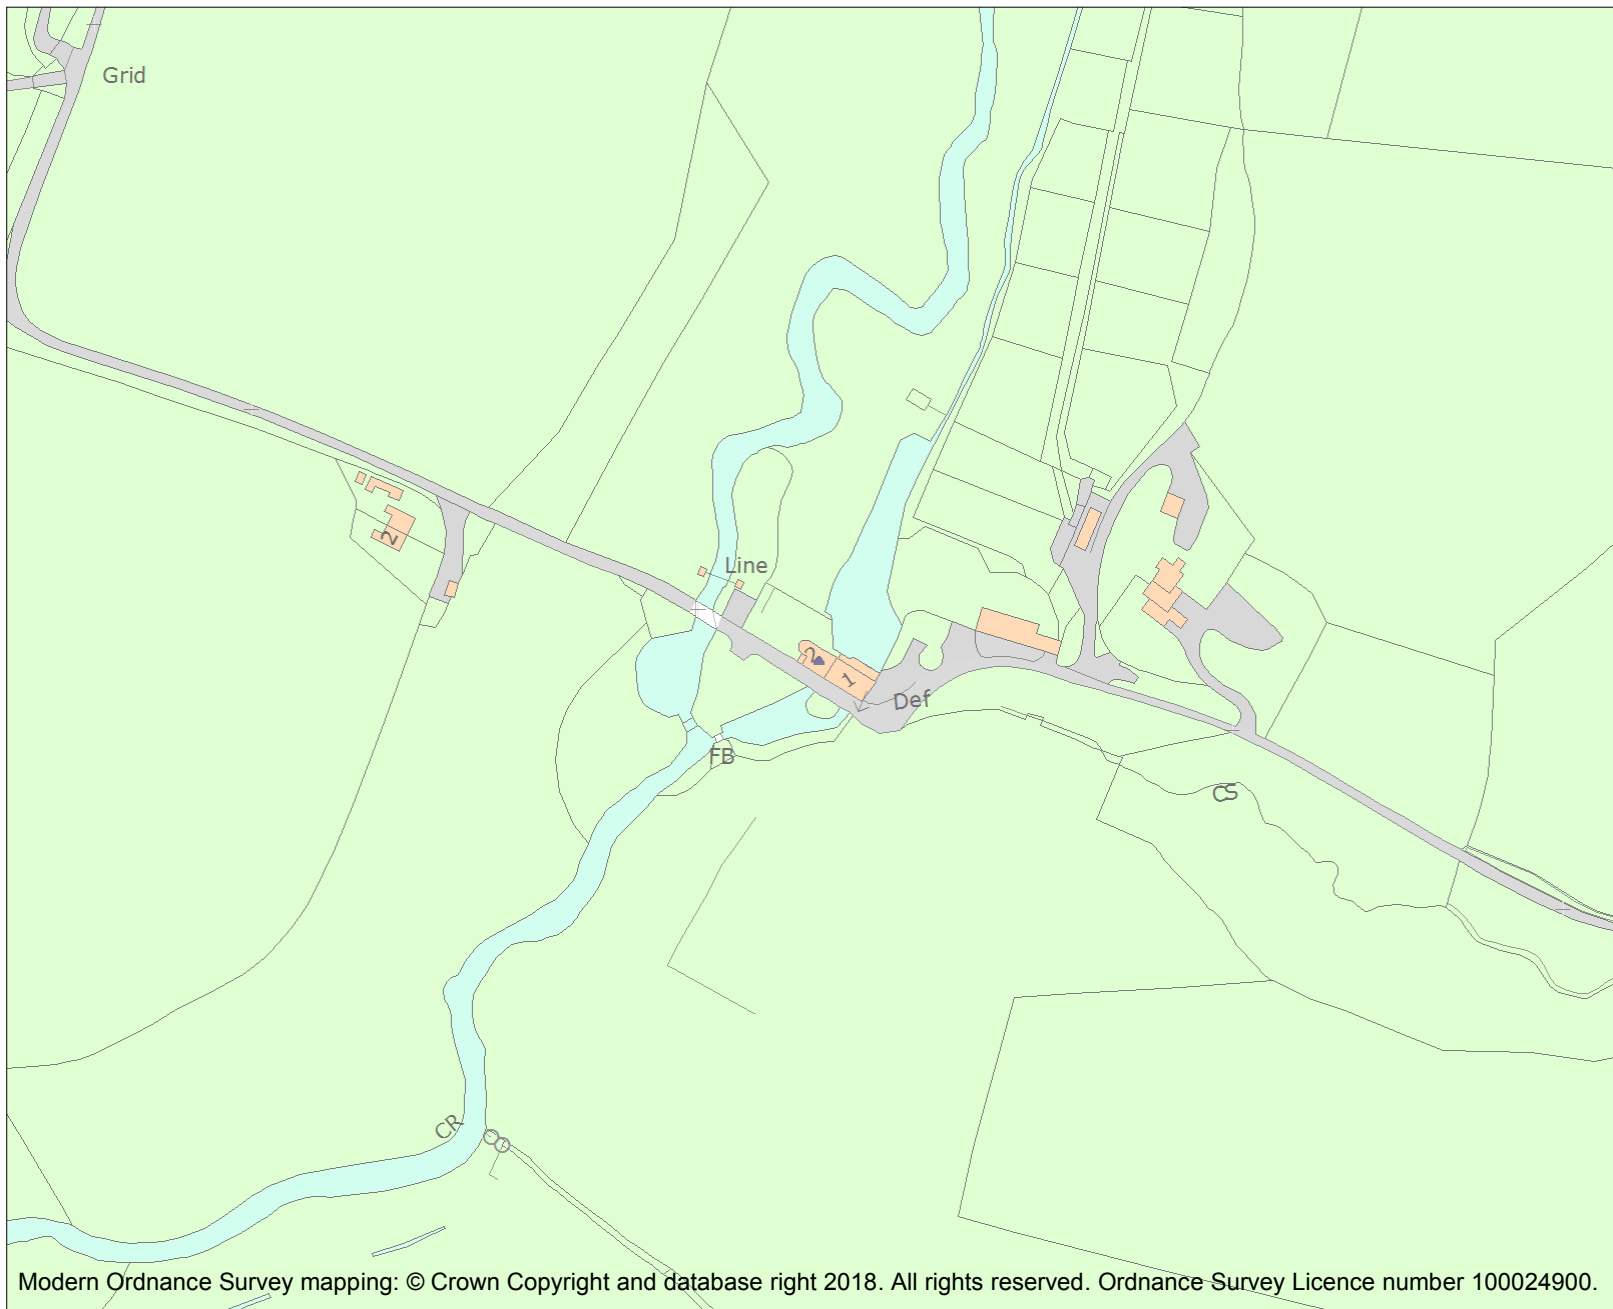 Grid
2
Line
2
1
Def
FB
CS
CR
Modern Ordnance Survey mapping: © Crown Copyright and database right 2018. All rights reserved. Ordnance Survey Licence number 100024900.